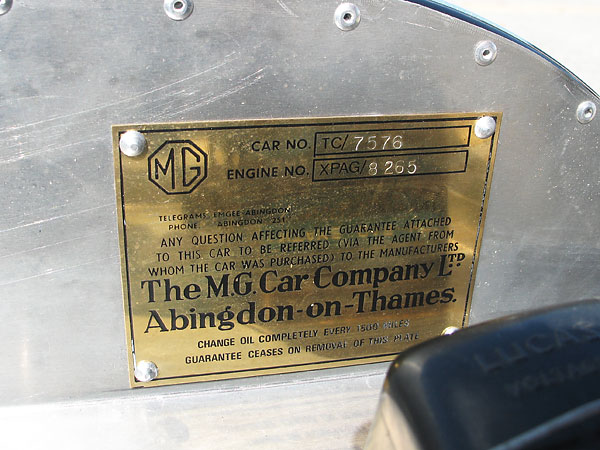 MG
CAR NO. TC/7576
ENGINE NO. XPAG/8265
TELEGRAMS: EMGEE ABINGDON
PHONE: ABINGDON 251
ANY QUESTION AFFECTING THE GUARANTEE ATTACHED
TO THIS CAR TO BE REFERRED (VIA THE AGENT FROM
WHOM THE CAR WAS PURCHASED) TO THE MANUFACTURERS
The M.G. Car Company LTD
Abingdon-on-Thames.
CHANGE OIL COMPLETELY EVERY 1500 MILES
GUARANTEE CEASES ON REMOVAL OF THIS PLATE
LUCAS